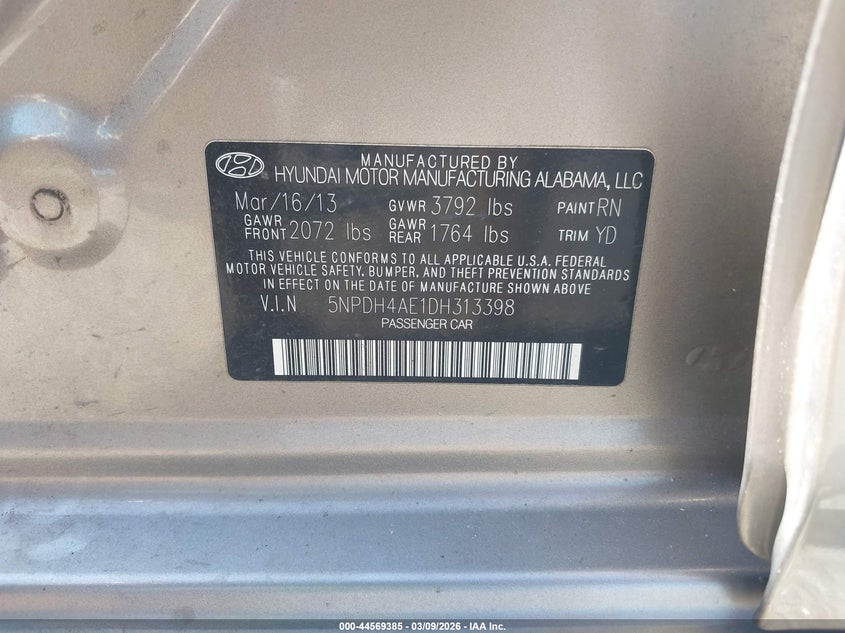 MANUFACTURED BY
HYUNDAI MOTOR MANUFACTURING ALABAMA, LLC
Mar/16/13 GVWR 3792 lbs PAINT RN
GAWR FRONT 2072 lbs GAWR REAR 1764 lbs TRIM YD
THIS VEHICLE CONFORMS TO ALL APPLICABLE U.S.A. FEDERAL
MOTOR VEHICLE SAFETY, BUMPER, AND THEFT PREVENTION STANDARDS
IN EFFECT ON THE DATE OF MANUFACTURE SHOWN ABOVE
V.I.N 5NPDH4AE1DH313398
PASSENGER CAR
000-44569385 - 03/09/2026 - IAA Inc.